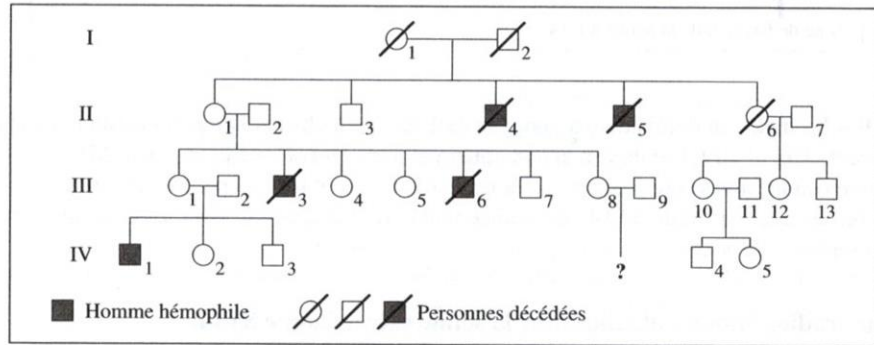 I
1
2
II
1 2 3 4 5 6 7
III
1 2 3 4 5 6 7 8 9 10 11 12 13
IV
1 2 3 ? 4 5
Homme hémophile Personnes décédées